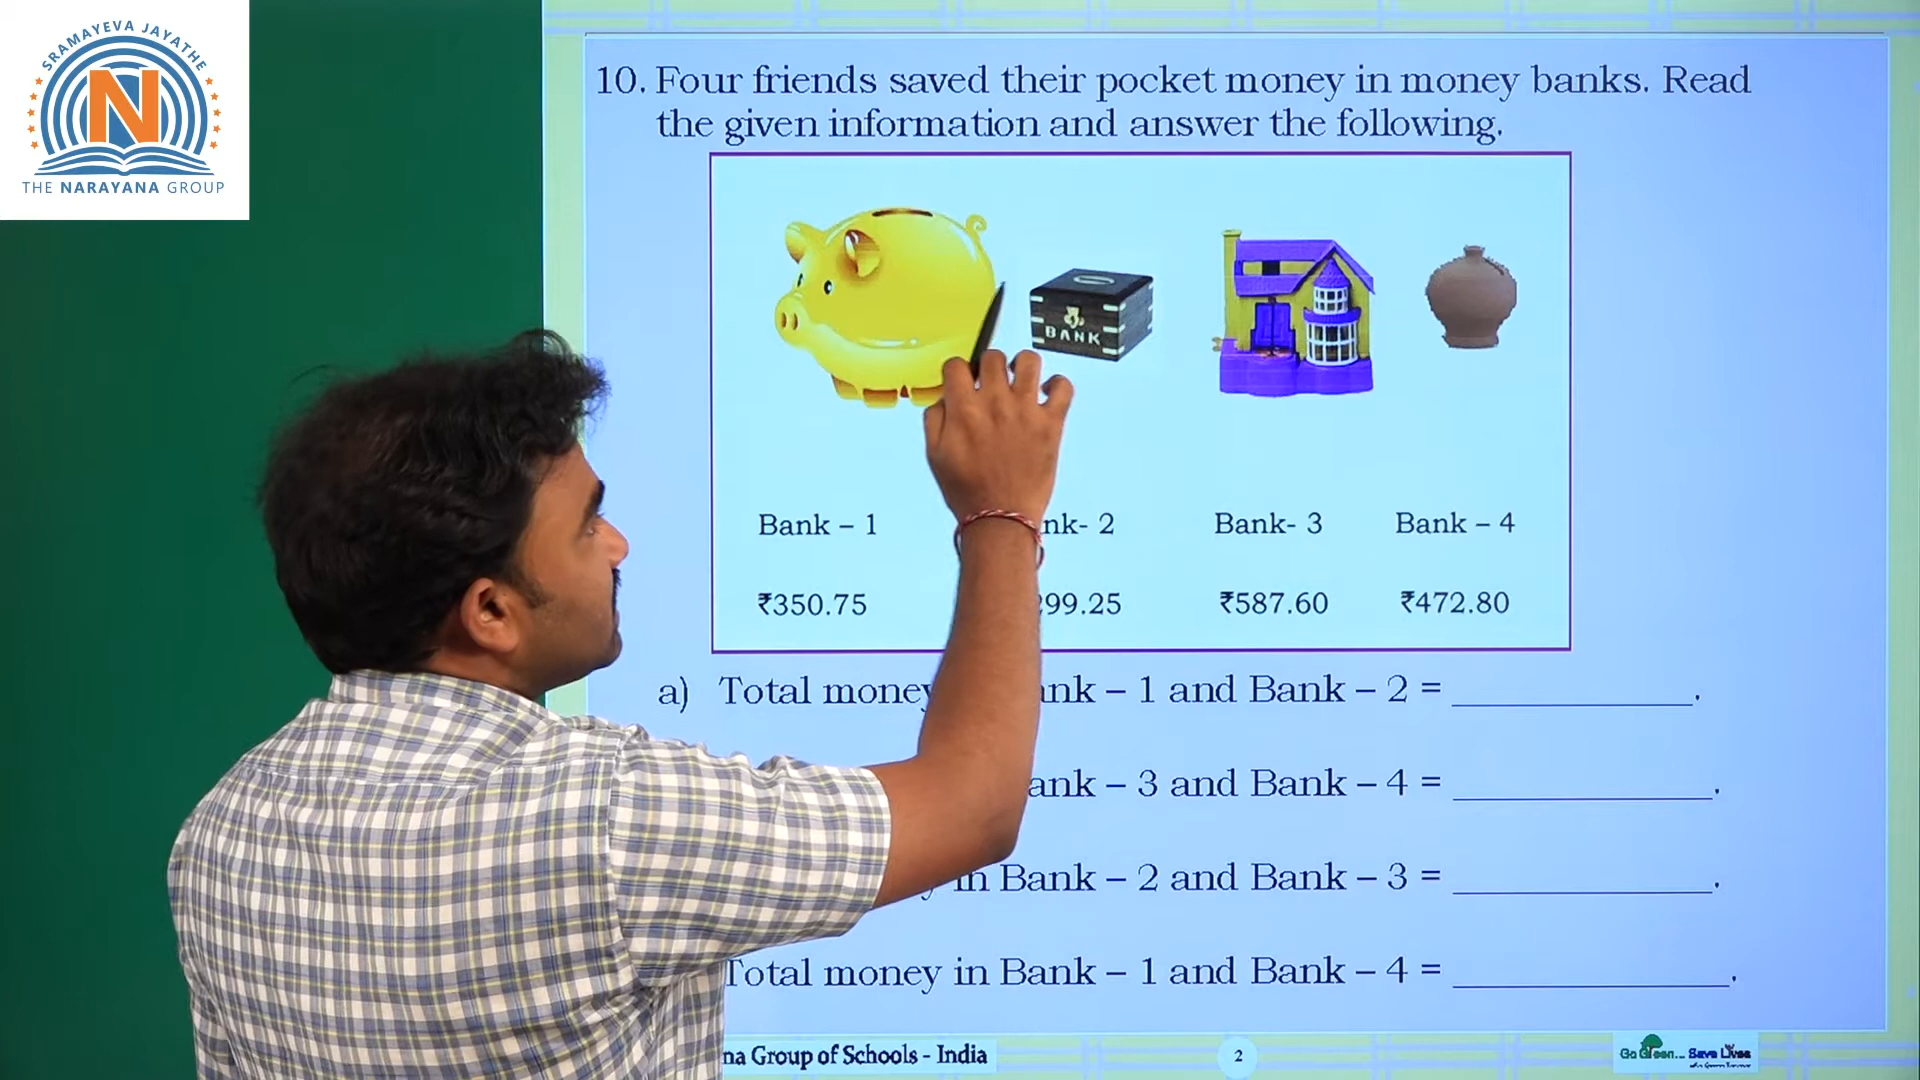 SRAMAYEVA JAYATHE
N
THE NARAYANA GROUP
10. Four friends saved their pocket money in money banks. Read
the given information and answer the following.
BANK
Bank – 1 nk- 2 Bank- 3 Bank – 4
₹350.75 99.25 ₹587.60 ₹472.80
a) Total money nk – 1 and Bank – 2 = ____________.
ank – 3 and Bank – 4 = ____________.
in Bank – 2 and Bank – 3 = ____________.
Total money in Bank – 1 and Bank – 4 = ____________.
na Group of Schools - India
2
Go Green... Save Lives